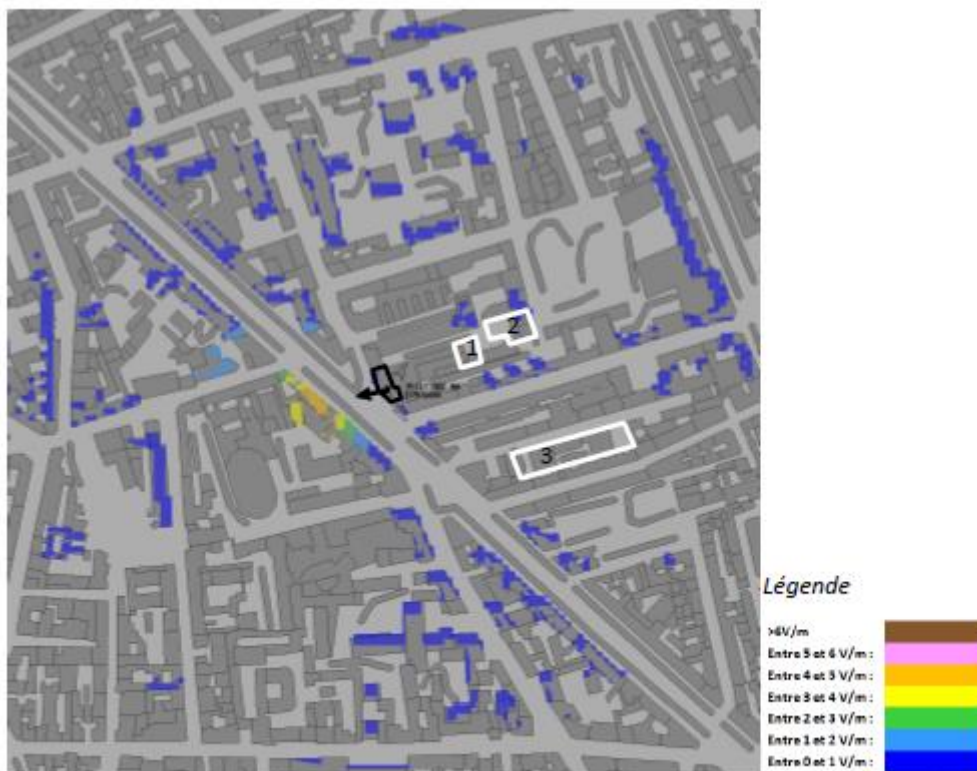 2
1
3
Légende
>6V/m
Entre 5 et 6 V/m :
Entre 4 et 5 V/m :
Entre 3 et 4 V/m :
Entre 2 et 3 V/m :
Entre 1 et 2 V/m :
Entre 0 et 1 V/m :